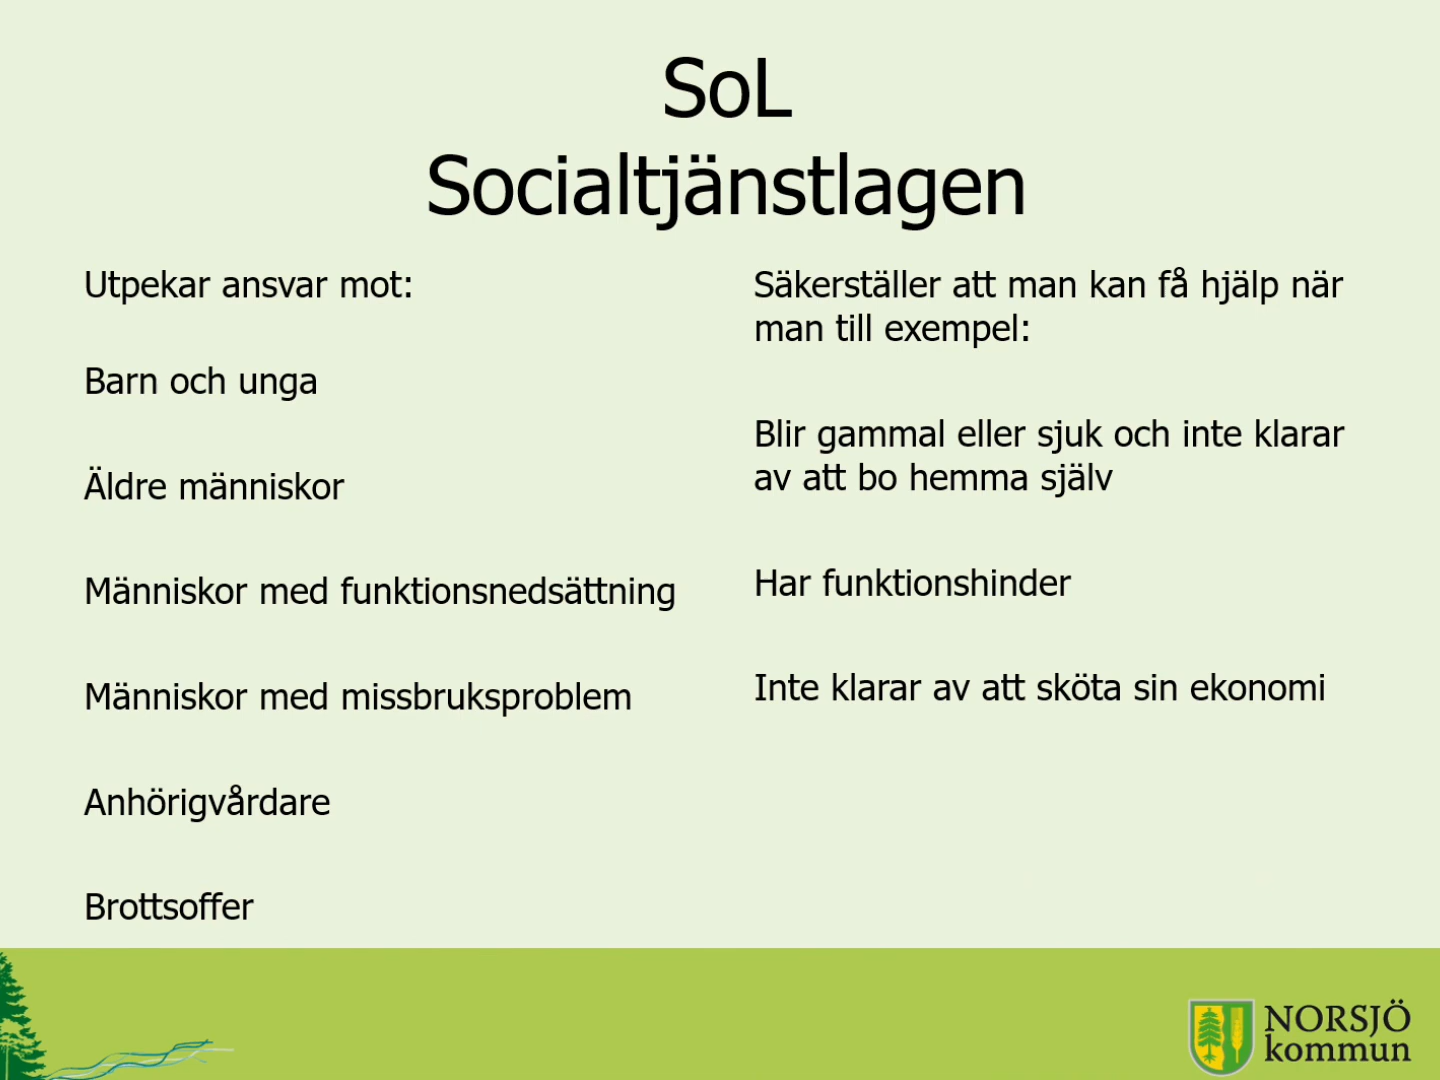 SoL
Socialtjänstlagen
Utpekar ansvar mot:
Barn och unga
Äldre människor
Människor med funktionsnedsättning
Människor med missbruksproblem
Anhörigvårdare
Brottsoffer
Säkerställer att man kan få hjälp när
man till exempel:
Blir gammal eller sjuk och inte klarar
av att bo hemma själv
Har funktionshinder
Inte klarar av att sköta sin ekonomi
NORSJÖ
kommun